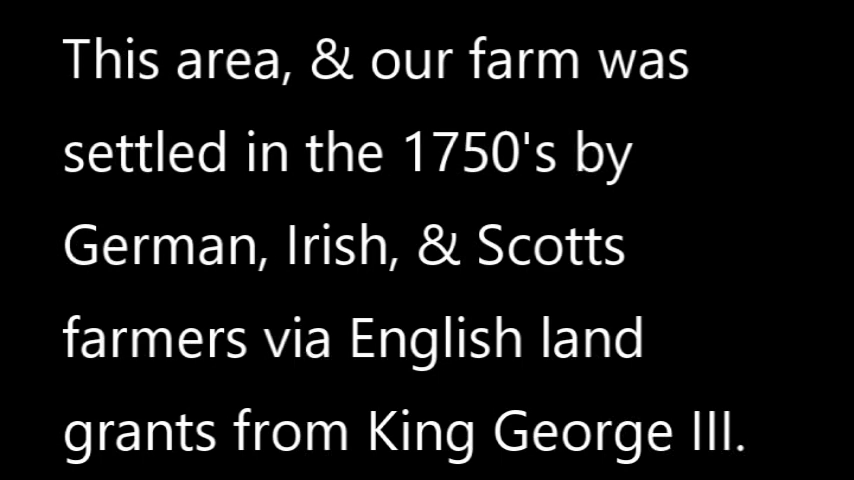 This area, & our farm was
settled in the 1750's by
German, Irish, & Scotts
farmers via English land
grants from King George III.